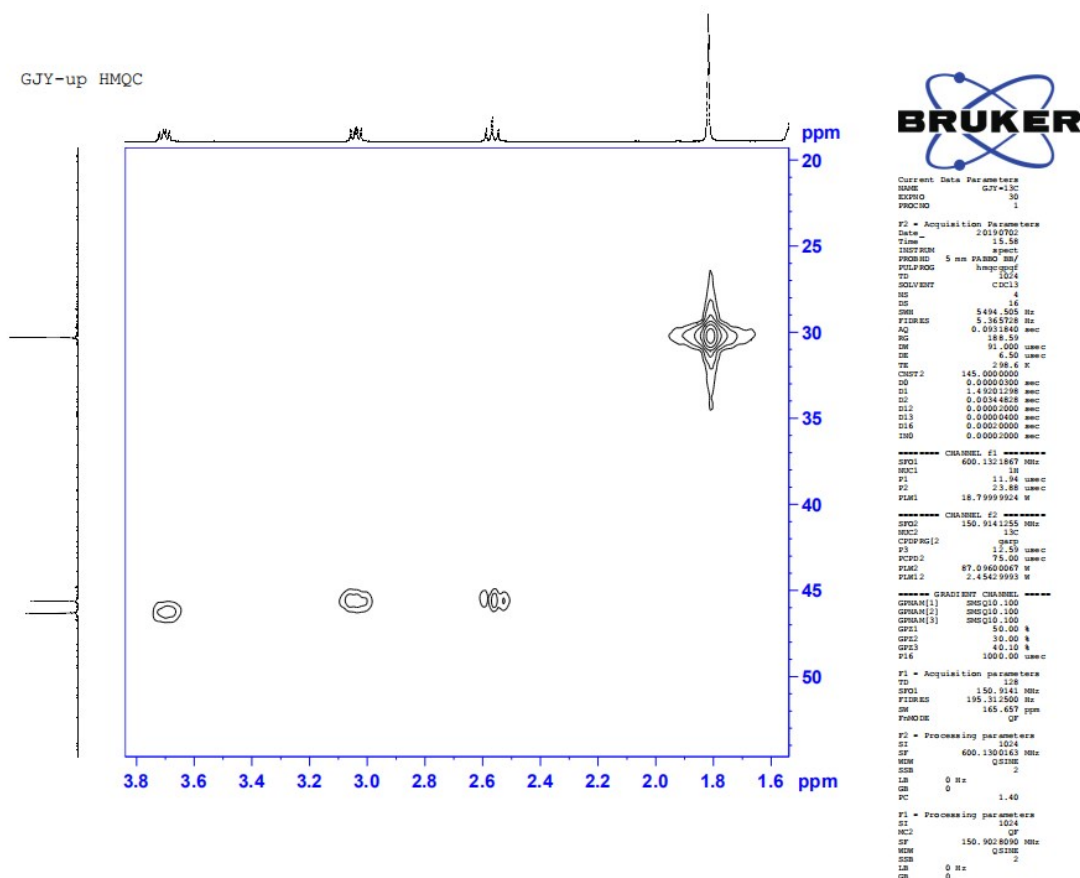 GJY-up HMQC
ppm
20
25
30
35
40
45
50
3.8 3.6 3.4 3.2 3.0 2.8 2.6 2.4 2.2 2.0 1.8 1.6 ppm
BRUKER
Current Data Parameters
NAME GJY-13C
EXPNO 30
PROCNO 1
F2 - Acquisition Parameters
Date_ 20190702
Time 15.58
INSTRUM spect
PROBHD 5 mm PABBO BB/
PULPROG hmqcgpqf
TD 1024
SOLVENT CDCl3
NS 4
DS 16
SWH 5494.505 Hz
FIDRES 5.365728 Hz
AQ 0.0931840 sec
RG 188.59
DW 91.000 usec
DE 6.50 usec
TE 298.6 K
CNST2 145.0000000
D0 0.00000300 sec
D1 1.49201298 sec
D2 0.00344828 sec
D12 0.00002000 sec
D13 0.00000400 sec
D16 0.00020000 sec
IN0 0.00002000 sec
======== CHANNEL f1 ========
SFO1 600.1321867 MHz
NUC1 1H
P1 11.94 usec
P2 23.88 usec
PLW1 18.79999924 W
======== CHANNEL f2 ========
SFO2 150.9141255 MHz
NUC2 13C
CPDPRG[2 garp
P3 12.59 usec
PCPD2 75.00 usec
PLW2 87.09600067 W
PLW12 2.45429993 W
====== GRADIENT CHANNEL =====
GPNAM[1] SMSQ10.100
GPNAM[2] SMSQ10.100
GPNAM[3] SMSQ10.100
GPZ1 50.00 %
GPZ2 30.00 %
GPZ3 40.10 %
P16 1000.00 usec
F1 - Acquisition parameters
TD 128
SFO1 150.9141 MHz
FIDRES 195.312500 Hz
SW 165.657 ppm
FnMODE QF
F2 - Processing parameters
SI 1024
SF 600.1300163 MHz
WDW QSINE
SSB 2
LB 0 Hz
GB 0
PC 1.40
F1 - Processing parameters
SI 1024
MC2 QF
SF 150.9028090 MHz
WDW QSINE
SSB 2
LB 0 Hz
GB 0